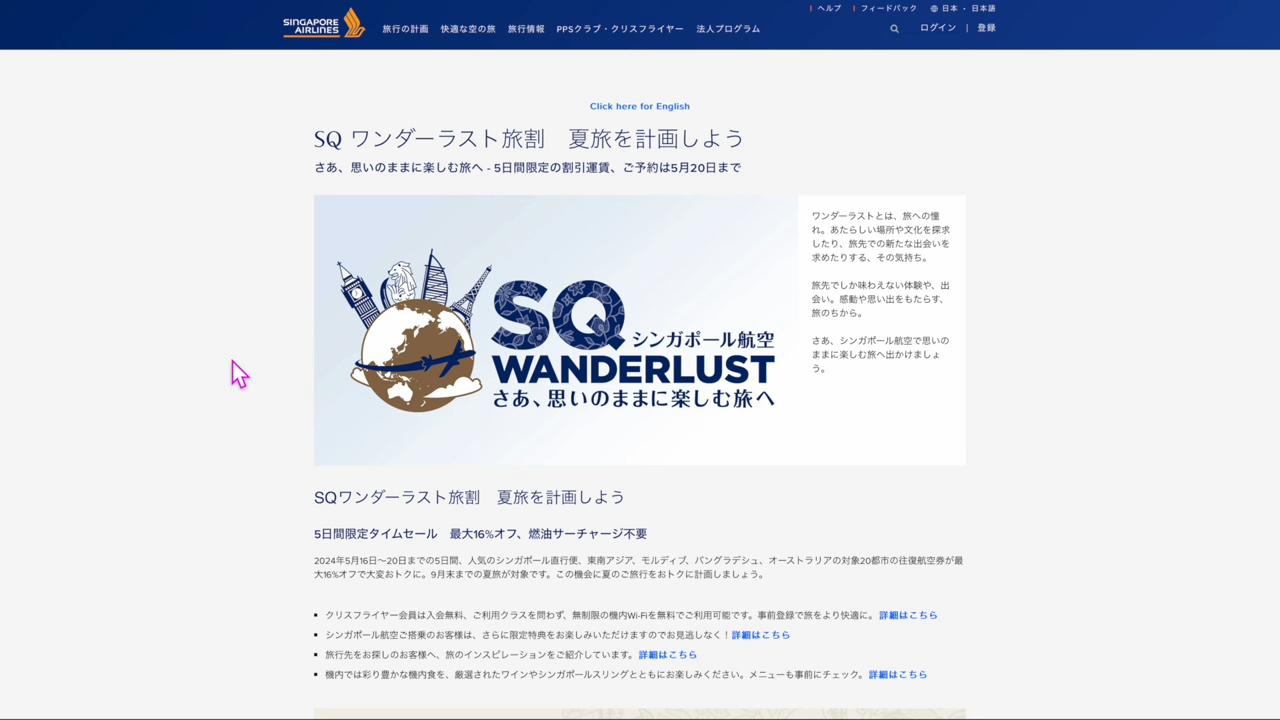 ヘルプ
フィードバック
日本 - 日本語
SINGAPORE AIRLINES
旅行の計画
快適な空の旅
旅行情報
PPSクラブ・クリスフライヤー
法人プログラム
ログイン | 登録
Click here for English
SQ ワンダーラスト旅割　夏旅を計画しよう
さあ、思いのままに楽しむ旅へ - 5日間限定の割引運賃、ご予約は5月20日まで
SQ シンガポール航空
WANDERLUST
さあ、思いのままに楽しむ旅へ
ワンダーラストとは、旅への憧
れ。あたらしい場所や文化を探求
したり、旅先での新たな出会いを
求めたりする、その気持ち。
旅先でしか味わえない体験や、出
会い。感動や思い出をもたらす、
旅のちから。
さあ、シンガポール航空で思いの
ままに楽しむ旅へ出かけましょ
う。
SQワンダーラスト旅割　夏旅を計画しよう
5日間限定タイムセール　最大16%オフ、燃油サーチャージ不要
2024年5月16日～20日までの5日間、人気のシンガポール直行便、東南アジア、モルディブ、バングラデシュ、オーストラリアの対象20都市の往復航空券が最
大16%オフで大変おトクに。9月末までの夏旅が対象です。この機会に夏のご旅行をおトクに計画しましょう。
クリスフライヤー会員は入会無料、ご利用クラスを問わず、無制限の機内Wi-Fiを無料でご利用可能です。事前登録で旅をより快適に。詳細はこちら
シンガポール航空ご搭乗のお客様は、さらに限定特典をお楽しみいただけますのでお見逃しなく！詳細はこちら
旅行先をお探しのお客様へ、旅のインスピレーションをご紹介しています。詳細はこちら
機内では彩り豊かな機内食を、厳選されたワインやシンガポールスリングとともにお楽しみください。メニューも事前にチェック。詳細はこちら